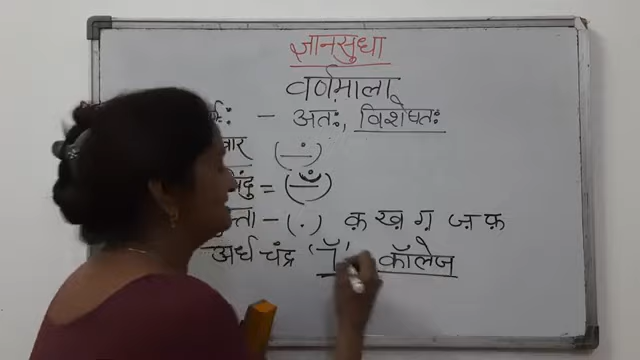 ज्ञानसुधा
वर्णमाला
- अतः, विशेषतः
(ֹ–ं)
= (–ँ)
- (.) क़ ख़ ग़ ज़ फ़
अर्ध चंद्र 'ॉ' कॉलेज